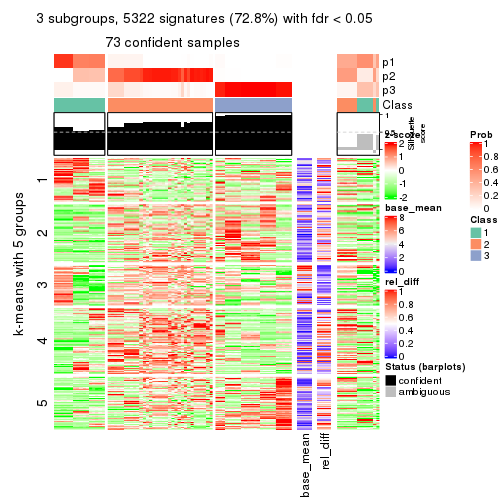 3 subgroups, 5322 signatures (72.8%) with fdr < 0.05
73 confident samples
p1
p2
p3
Class
1
0.5
Silhouette
score
z-score
2
1
0
-1
-2
Prob
1
0.8
0.6
0.4
0.2
0
base_mean
8
6
4
2
0
Class
1
2
3
rel_diff
1
0.8
0.6
0.4
0.2
0
Status (barplots)
confident
ambiguous
k-means with 5 groups
1
2
3
4
5
base_mean
rel_diff